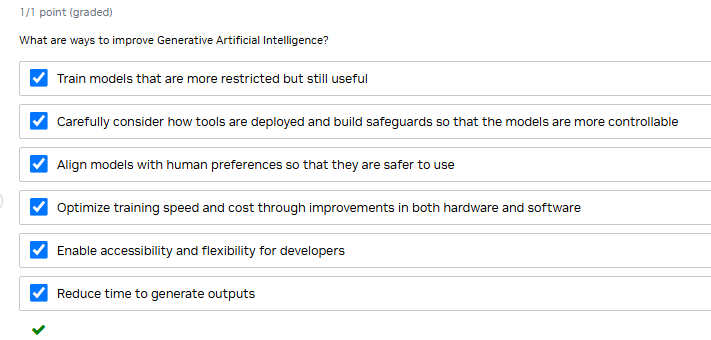 1/1 point (graded)
What are ways to improve Generative Artificial Intelligence?
Train models that are more restricted but still useful
Carefully consider how tools are deployed and build safeguards so that the models are more controllable
Align models with human preferences so that they are safer to use
Optimize training speed and cost through improvements in both hardware and software
Enable accessibility and flexibility for developers
Reduce time to generate outputs